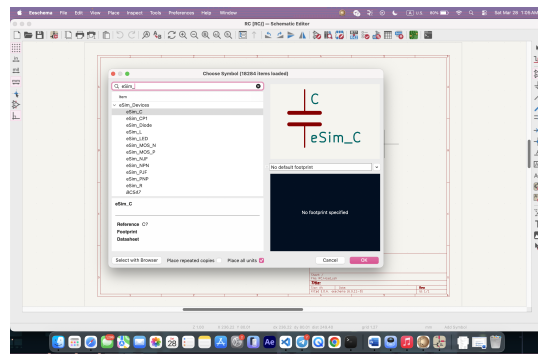 Eeschema File Edit View Place Inspect Tools Preferences Help Window
Sat Mar 28 1:05 AM
RC [RC/] — Schematic Editor
Choose Symbol (18284 items loaded)
eSim_
Item
eSim_Devices
eSim_C
eSim_CP1
eSim_Diode
eSim_L
eSim_LED
eSim_MOS_N
eSim_MOS_P
eSim_NJF
eSim_NPN
eSim_PJF
eSim_PNP
eSim_R
BC547
C
eSim_C
No default footprint
No footprint specified
eSim_C
Reference C?
Footprint
Datasheet
Select with Browser Place repeated copies Place all units Cancel OK
Title: